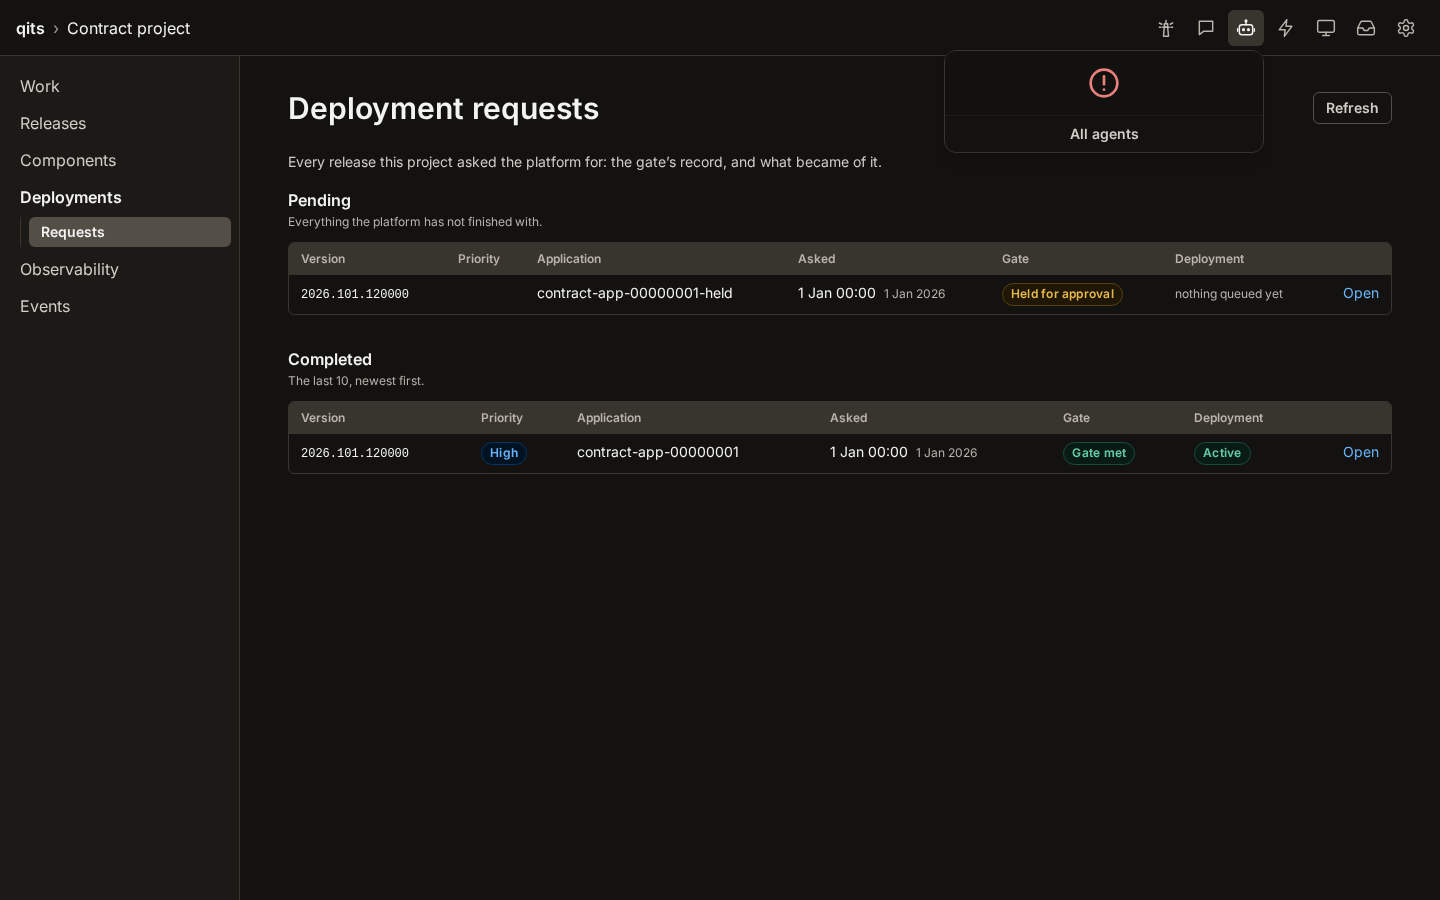 qits › Contract project
Work
Releases
Components
Deployments
Requests
Observability
Events
All agents
Deployment requests
Refresh
Every release this project asked the platform for: the gate’s record, and what became of it.
Pending
Everything the platform has not finished with.
Version Priority Application Asked Gate Deployment
2026.101.120000 contract-app-00000001-held 1 Jan 00:00 1 Jan 2026 Held for approval nothing queued yet Open
Completed
The last 10, newest first.
Version Priority Application Asked Gate Deployment
2026.101.120000 High contract-app-00000001 1 Jan 00:00 1 Jan 2026 Gate met Active Open